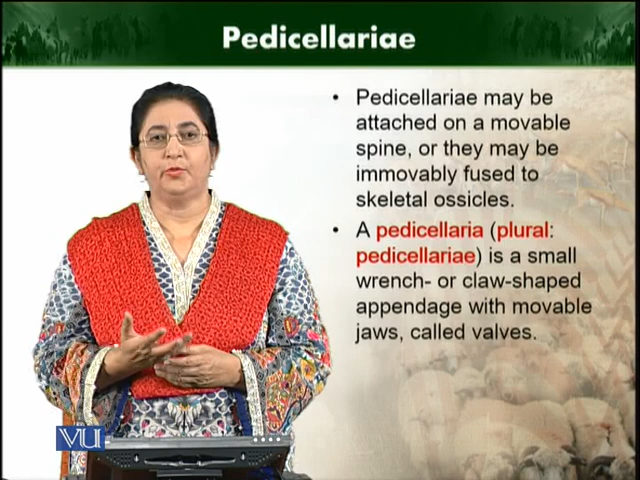 Pedicellariae
• Pedicellariae may be
attached on a movable
spine, or they may be
immovably fused to
skeletal ossicles.
• A pedicellaria (plural:
pedicellariae) is a small
wrench- or claw-shaped
appendage with movable
jaws, called valves.
VU